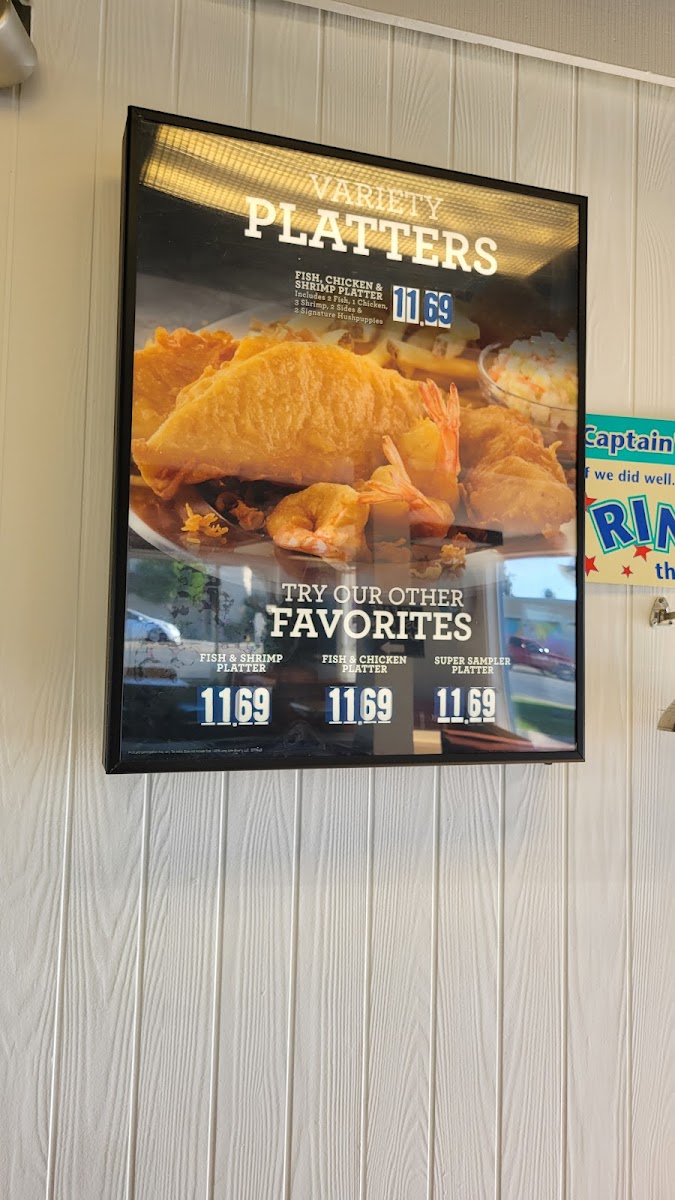 VARIETY
PLATTERS
FISH, CHICKEN &
SHRIMP PLATTER
Includes 2 Fish, 1 Chicken,
3 Shrimp, 2 Sides &
2 Signature Hushpuppies
11.69
TRY OUR OTHER
FAVORITES
FISH & SHRIMP
PLATTER
11.69
FISH & CHICKEN
PLATTER
11.69
SUPER SAMPLER
PLATTER
11.69
Captain'
f we did well.
RIN
th